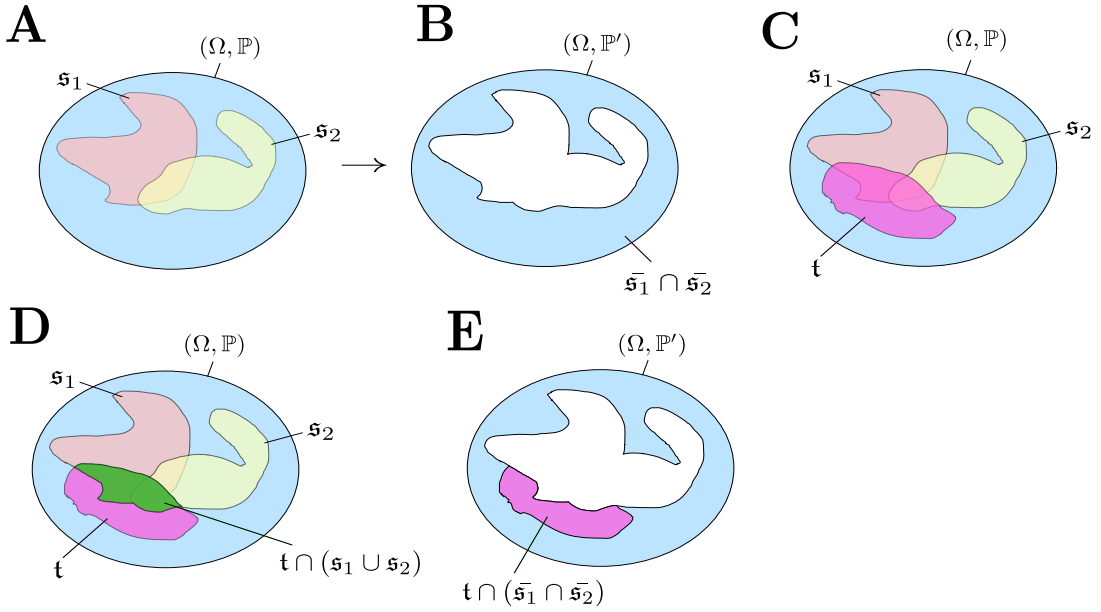 A
(Ω, ℙ)
𝔰₁
𝔰₂
B
(Ω, ℙ′)
𝔰̄₁ ∩ 𝔰̄₂
C
(Ω, ℙ)
𝔰₁
𝔰₂
𝔱
D
(Ω, ℙ)
𝔰₁
𝔰₂
𝔱
𝔱 ∩ (𝔰₁ ∪ 𝔰₂)
E
(Ω, ℙ′)
𝔱 ∩ (𝔰̄₁ ∩ 𝔰̄₂)